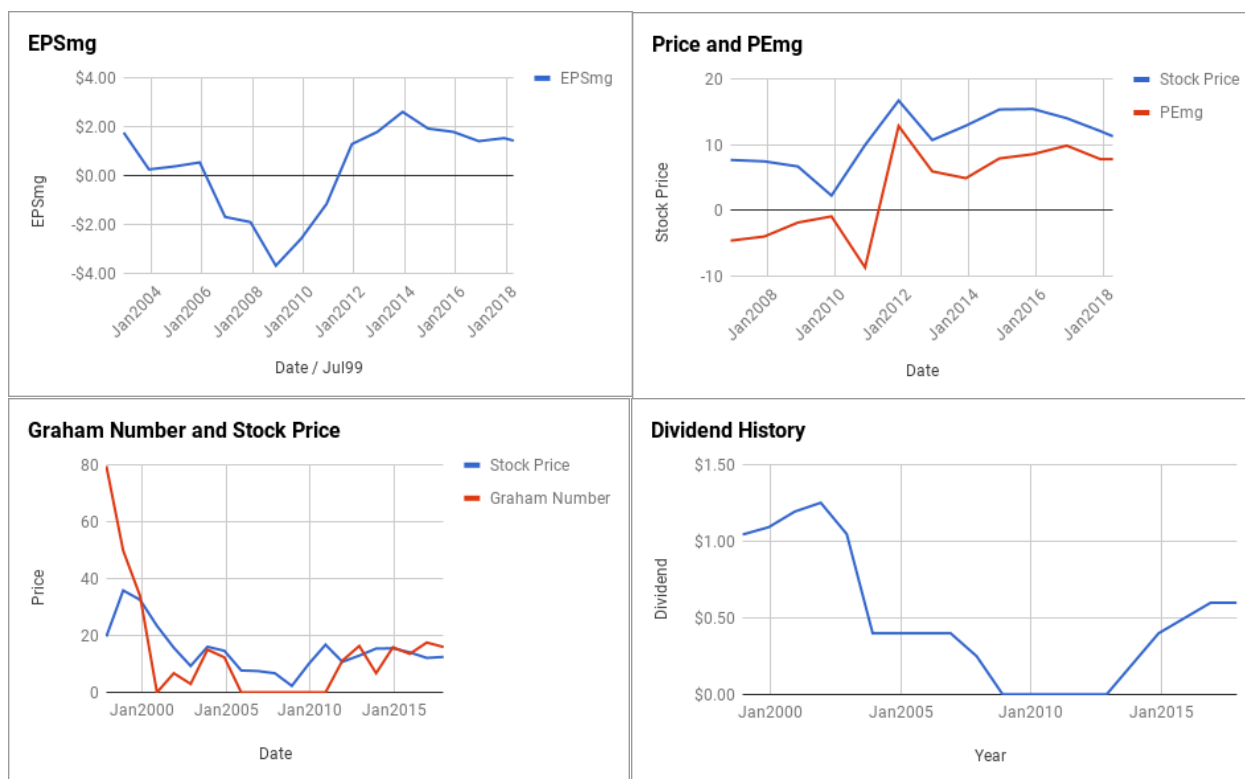 EPSmg
$4.00
$2.00
$0.00
-$2.00
-$4.00
EPSmg
Jan2004
Jan2006
Jan2008
Jan2010
Jan2012
Jan2014
Jan2016
Jan2018
Date / Jul99
EPSmg
Price and PEmg
20
10
0
-10
Stock Price
Jan2008
Jan2010
Jan2012
Jan2014
Jan2016
Jan2018
Date
Stock Price
PEmg
Graham Number and Stock Price
80
60
40
20
0
Price
Jan2000
Jan2005
Jan2010
Jan2015
Date
Stock Price
Graham Number
Dividend History
$1.50
$1.00
$0.50
$0.00
Dividend
Jan2000
Jan2005
Jan2010
Jan2015
Year